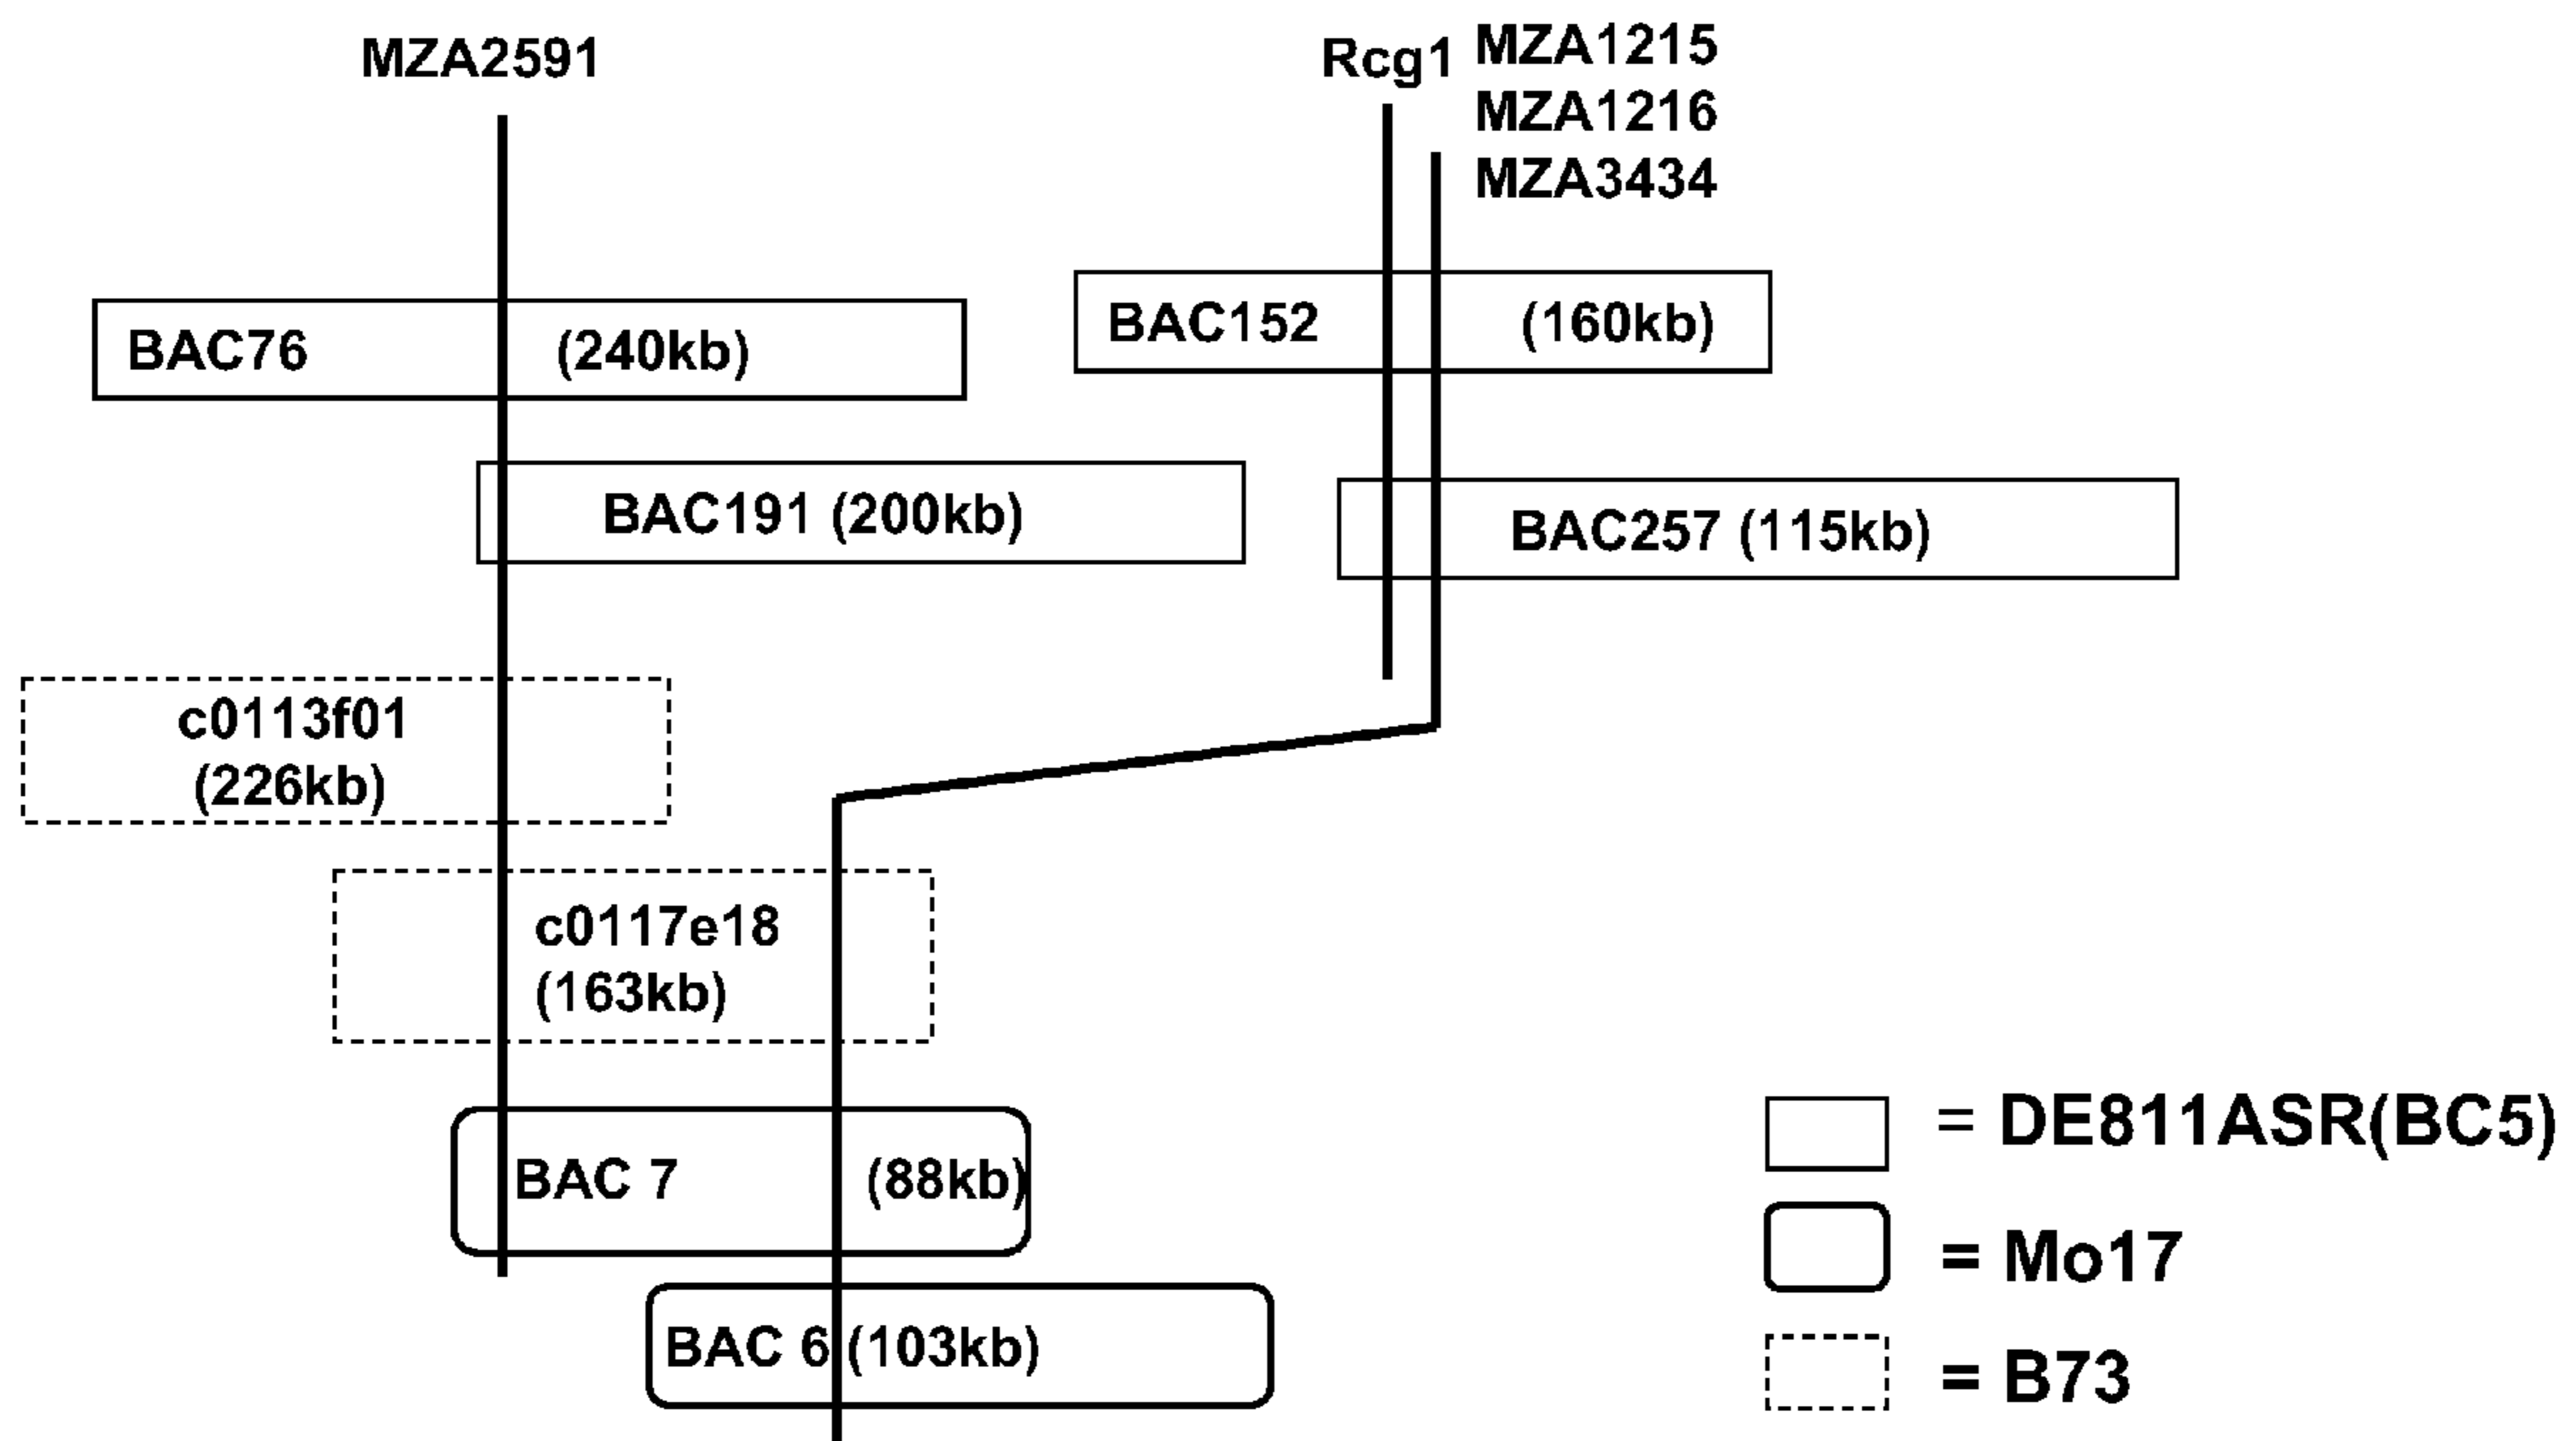 MZA2591
Rcg1
MZA1215
MZA1216
MZA3434
BAC76 (240kb)
BAC152 (160kb)
BAC191 (200kb)
BAC257 (115kb)
c0113f01
(226kb)
c0117e18
(163kb)
BAC 7 (88kb)
BAC 6 (103kb)
= DE811ASR(BC5)
= Mo17
= B73